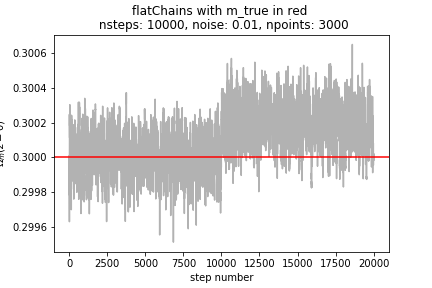 flatChains with m_true in red
nsteps: 10000, noise: 0.01, npoints: 3000
0.3006
0.3004
0.3002
0.3000
0.2998
0.2996
0 2500 5000 7500 10000 12500 15000 17500 20000
step number